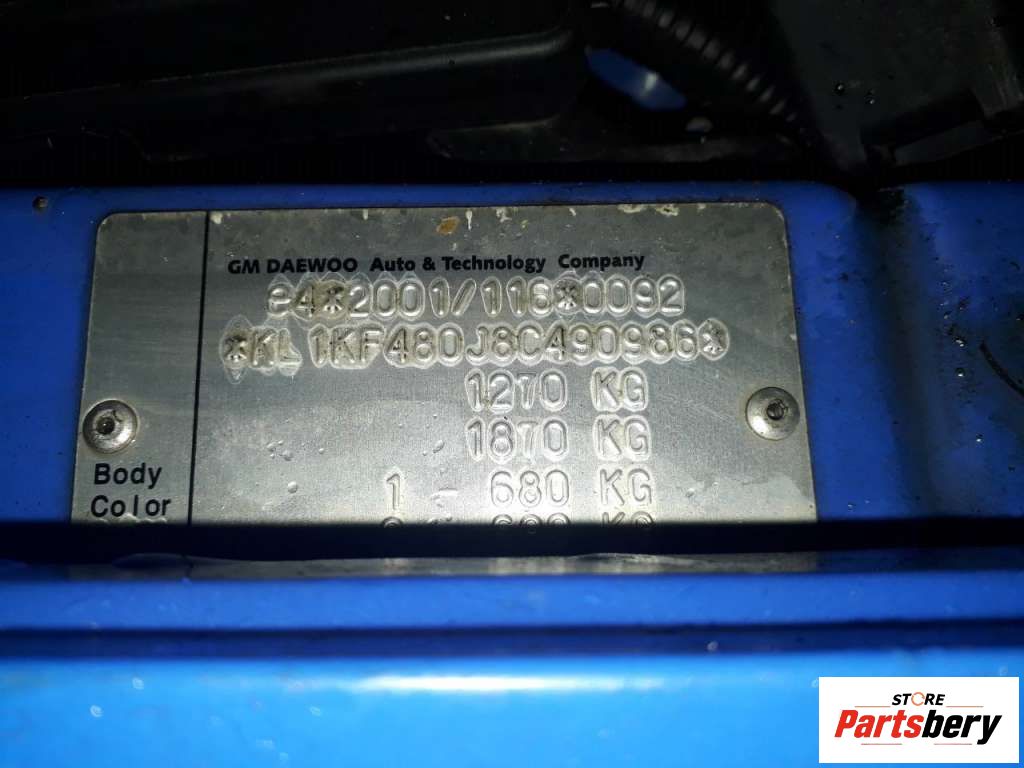 GM DAEWOO Auto & Technology Company
e4*2001/116*0092
*KL1KF480J8C490986*
1270 KG
1870 KG
Body
1 - 680 KG
Color
STORE
Partsbery